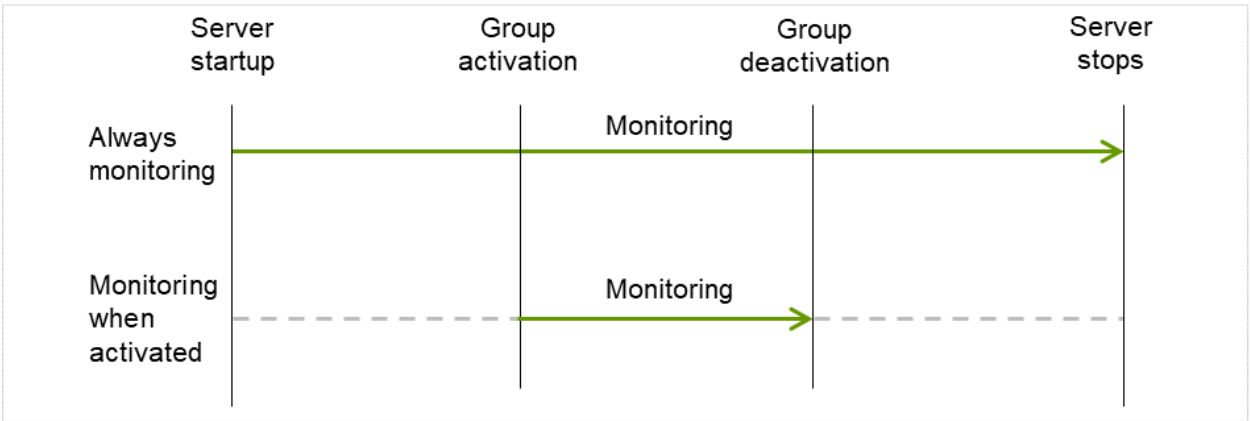 Server
startup
Group
activation
Group
deactivation
Server
stops
Always
monitoring
Monitoring
Monitoring
when
activated
Monitoring